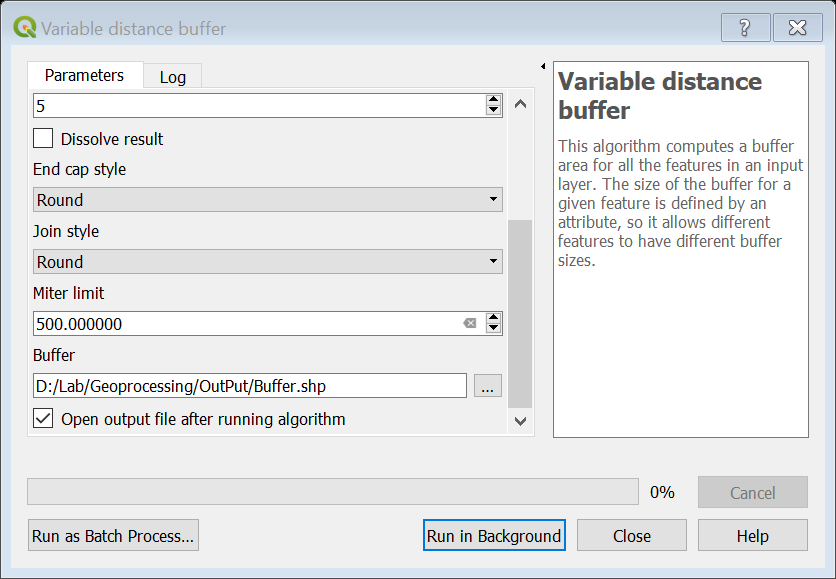 Variable distance buffer
?
Parameters
Log
5
Dissolve result
End cap style
Round
Join style
Round
Miter limit
500.000000
Buffer
D:/Lab/Geoprocessing/OutPut/Buffer.shp
...
Open output file after running algorithm
Variable distance
buffer
This algorithm computes a buffer
area for all the features in an input
layer. The size of the buffer for a
given feature is defined by an
attribute, so it allows different
features to have different buffer
sizes.
0%
Cancel
Run as Batch Process...
Run in Background
Close
Help